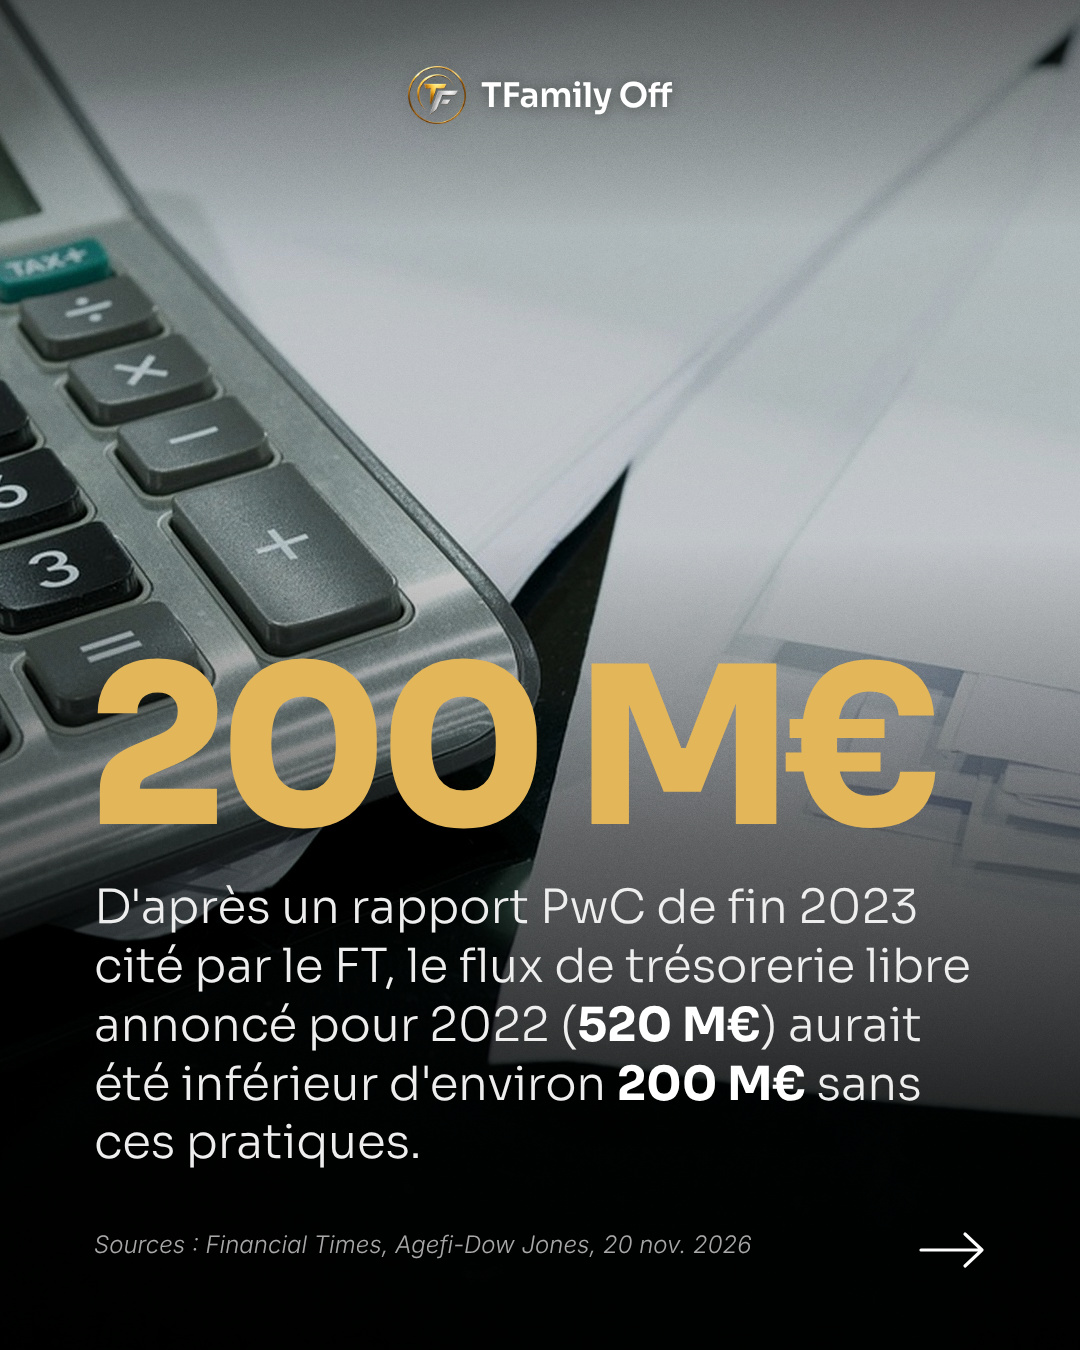 TF TFamily Off
TAX+
÷
×
−
6
+
3
=
200 M€
D'après un rapport PwC de fin 2023
cité par le FT, le flux de trésorerie libre
annoncé pour 2022 (520 M€) aurait
été inférieur d'environ 200 M€ sans
ces pratiques.
Sources : Financial Times, Agefi-Dow Jones, 20 nov. 2026